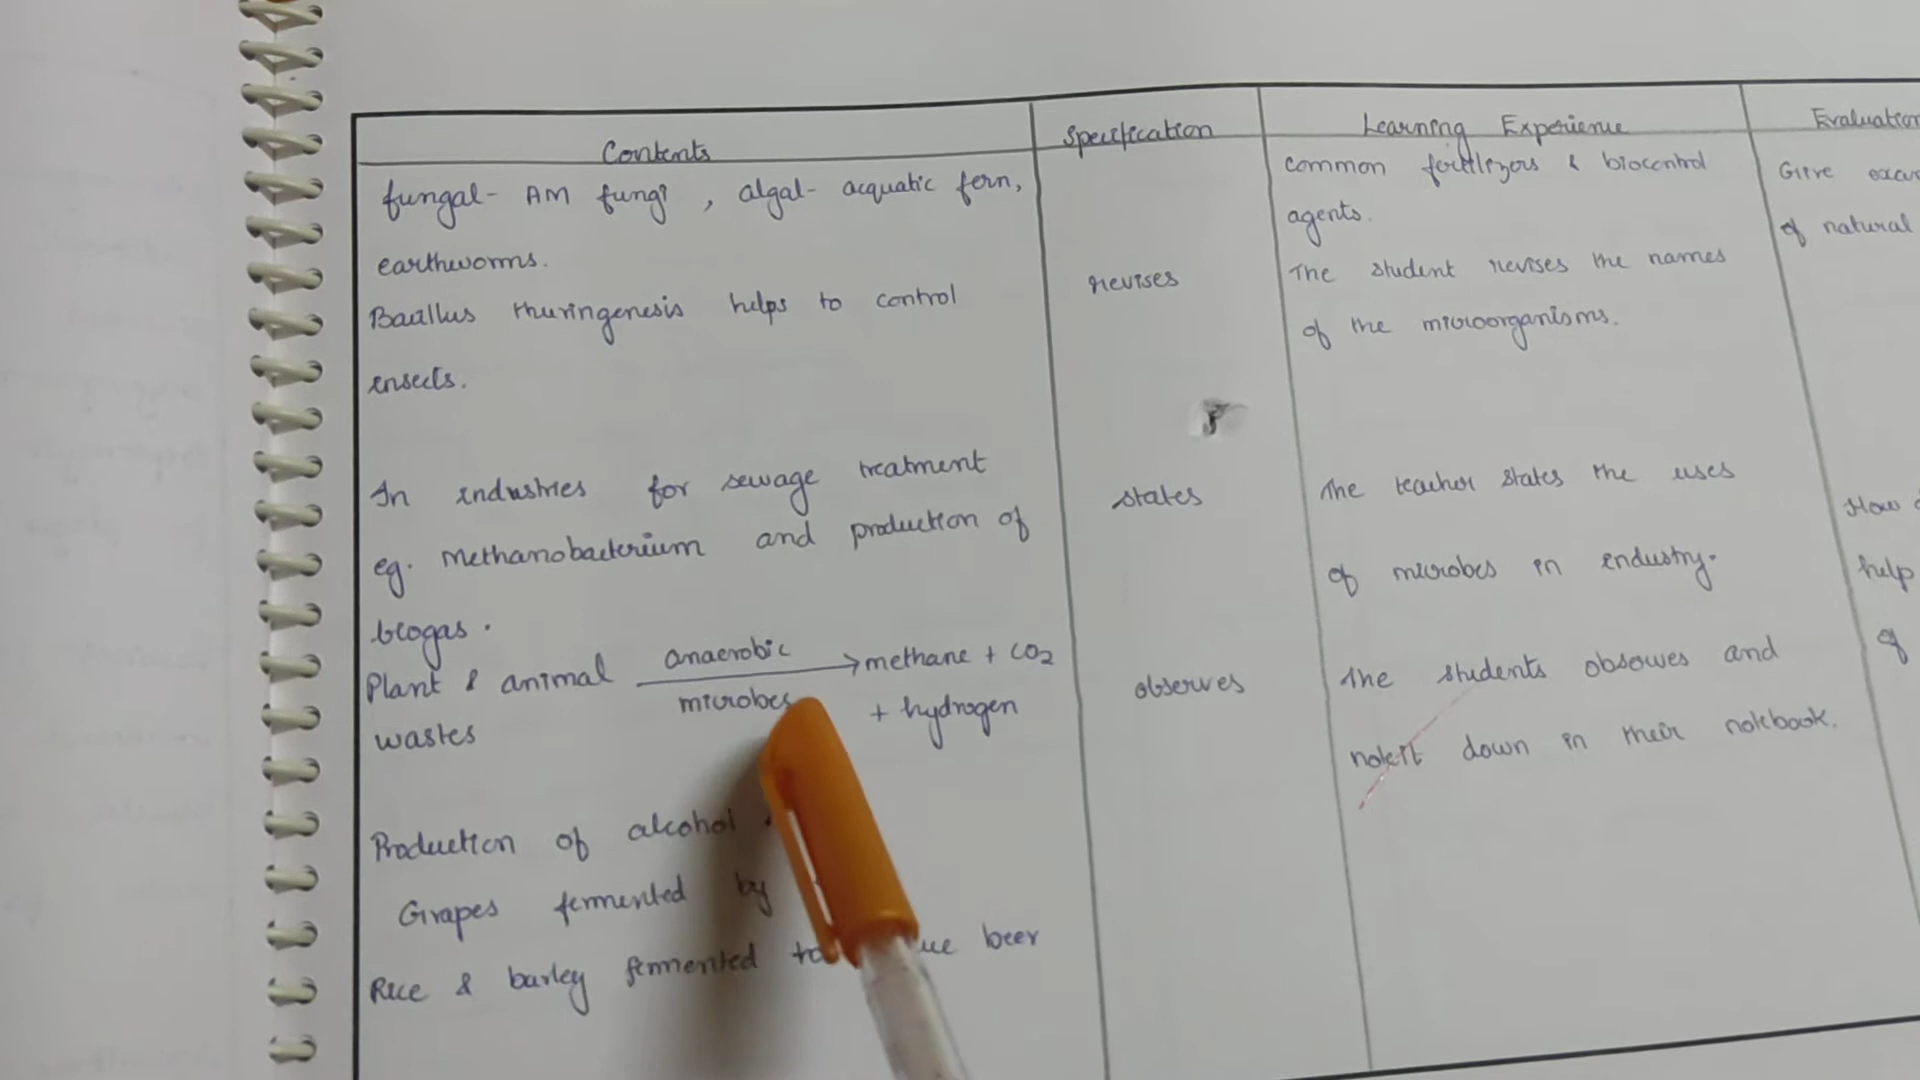 Contents
Specification
Learning Experience
Evaluation
fungal- AM fungi , algal- acquatic fern,
earthworms.
Bacillus thuringenesis helps to control
insects.
In industries for sewage treatment
eg. Methanobacterium and production of
biogas.
Plant & animal wastes
anaerobic
microbes
methane + CO2
+ hydrogen
Production of alcohol
Grapes fermented by
Rice & barley fermented to beer
revises
states
observes
common fertilizers & biocontrol
agents.
The student revises the names
of the microorganisms.
The teacher states the uses
of microbes in industry.
The students observes and
note it down in their notebook.
Give
of natural
How
help
of